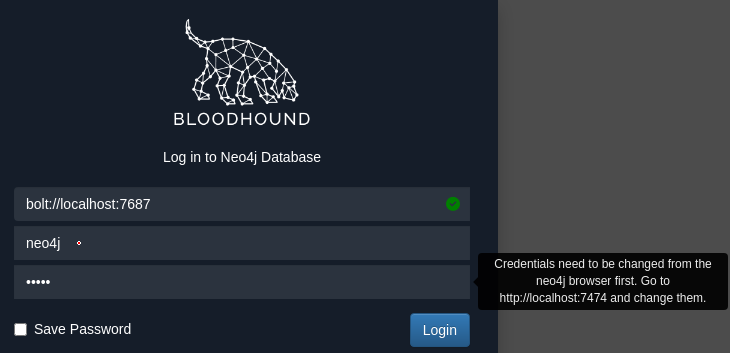 BLOODHOUND
Log in to Neo4j Database
bolt://localhost:7687
neo4j
•••••
Credentials need to be changed from the
neo4j browser first. Go to
http://localhost:7474 and change them.
Save Password
Login